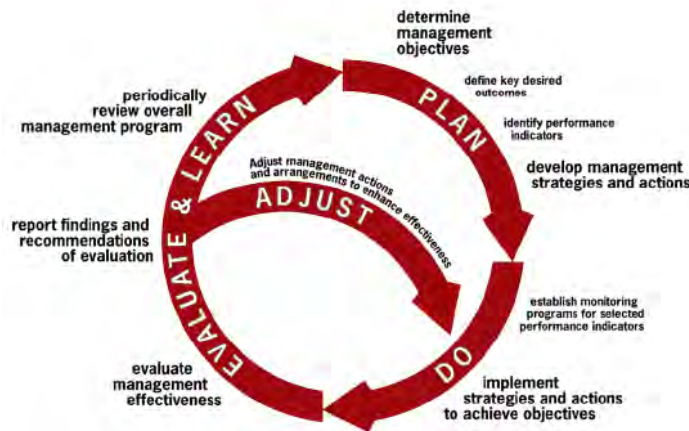 determine
management
objectives
define key desired
outcomes
identify performance
indicators
develop management
strategies and actions
PLAN
establish monitoring
programs for selected
performance indicators
DO
implement
strategies and actions
to achieve objectives
evaluate
management
effectiveness
report findings and
recommendations
of evaluation
periodically
review overall
management program
EVALUATE & LEARN
Adjust management actions
and arrangements to enhance effectiveness
ADJUST